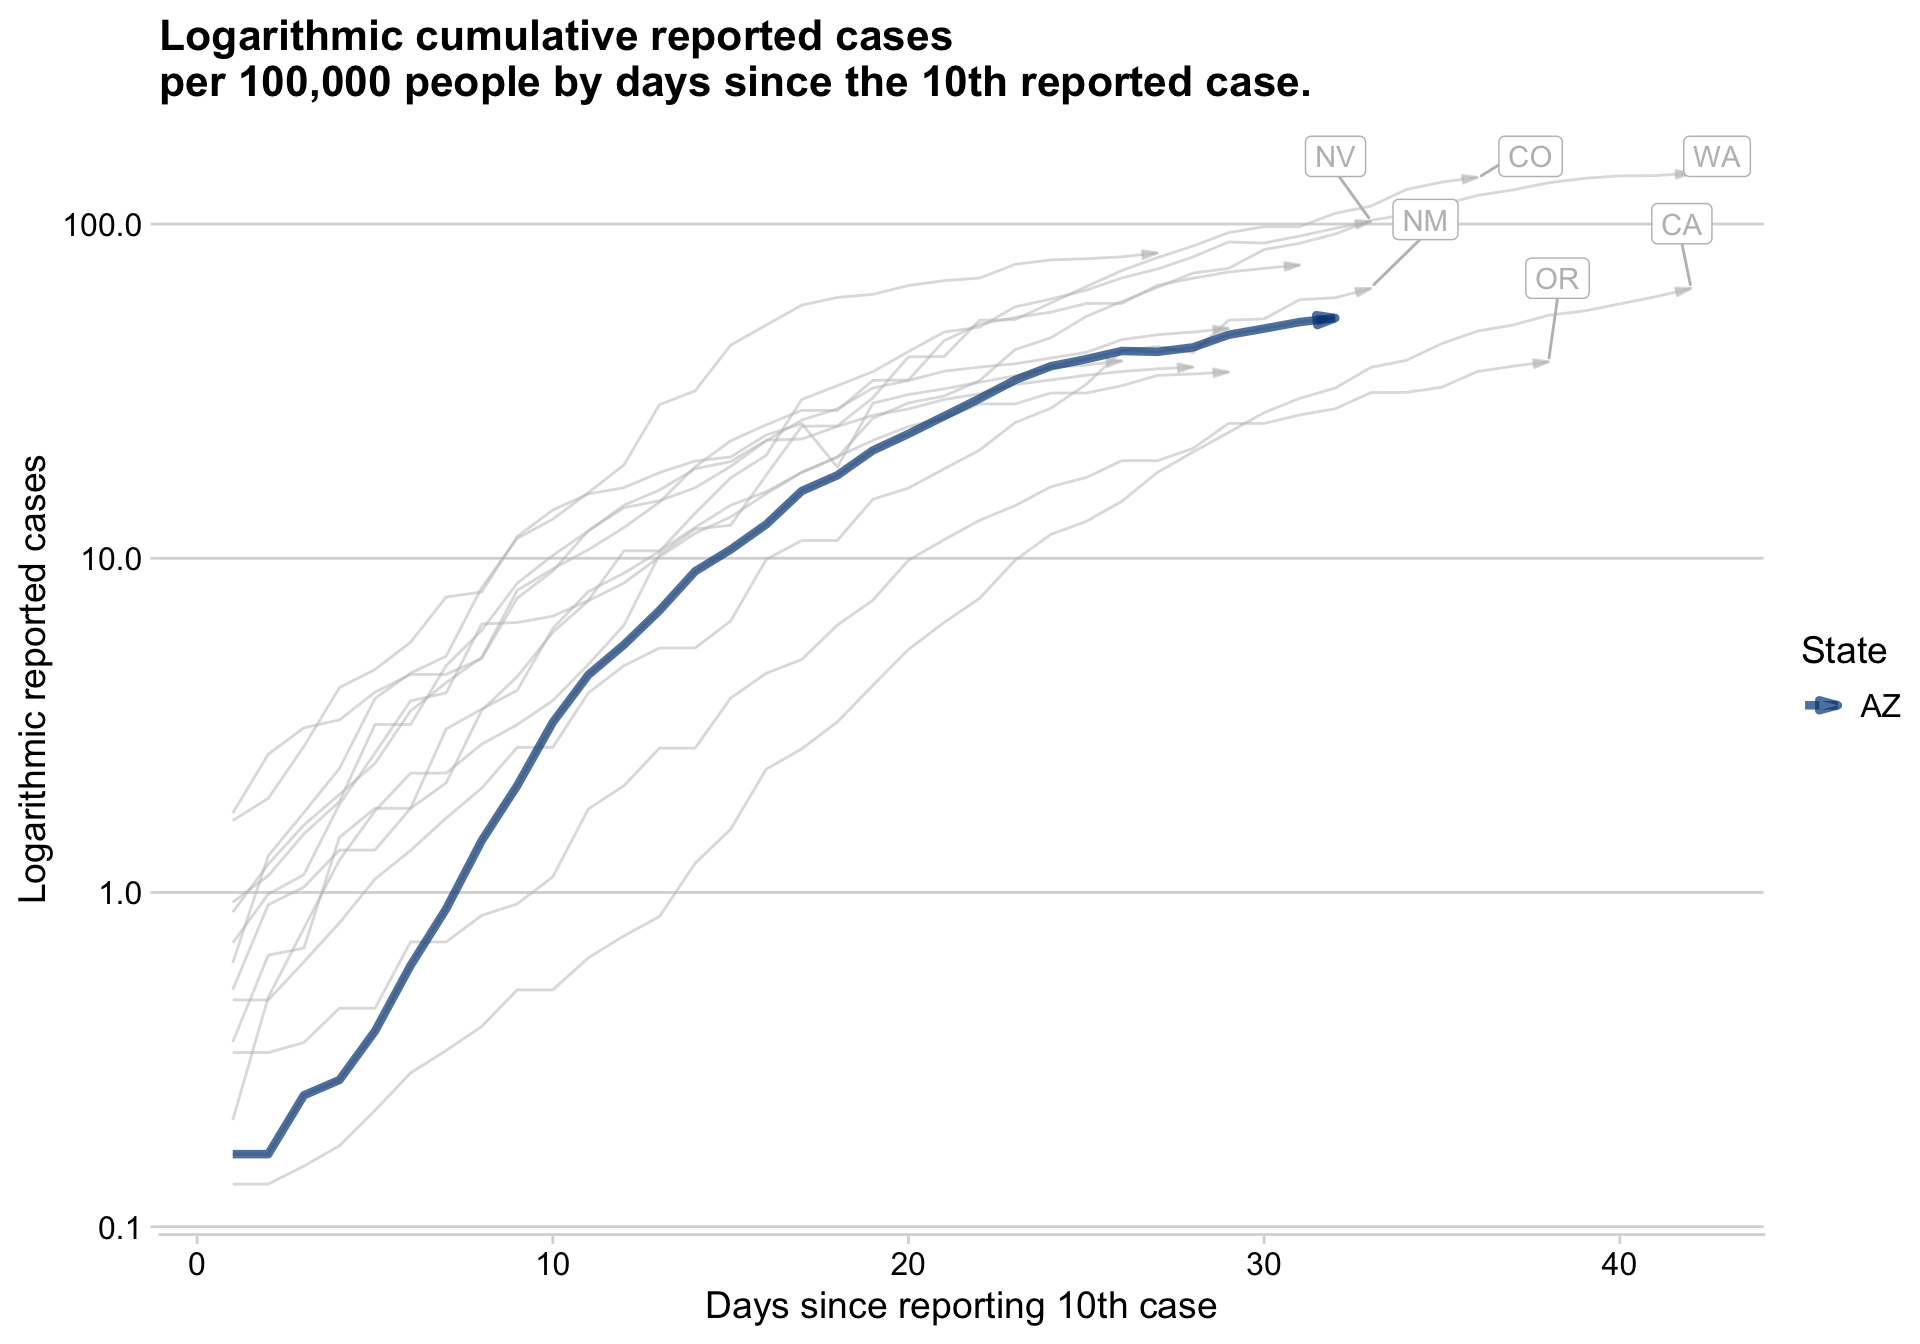 Logarithmic cumulative reported cases
per 100,000 people by days since the 10th reported case.
NV
CO
WA
NM
CA
OR
100.0
10.0
1.0
0.1
Logarithmic reported cases
0
10
20
30
40
Days since reporting 10th case
State
AZ